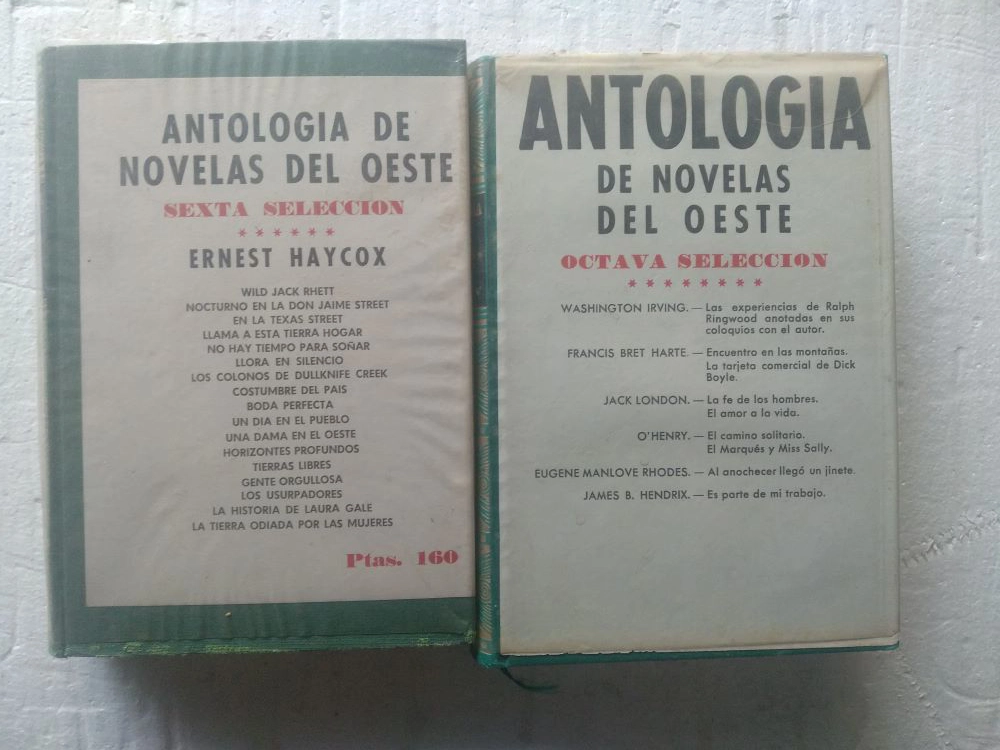 ANTOLOGIA DE
NOVELAS DEL OESTE
SEXTA SELECCION
* * * * * *
ERNEST HAYCOX
WILD JACK RHETT
NOCTURNO EN LA DON JAIME STREET
EN LA TEXAS STREET
LLAMA A ESTA TIERRA HOGAR
NO HAY TIEMPO PARA SOÑAR
LLORA EN SILENCIO
LOS COLONOS DE DULLKNIFE CREEK
COSTUMBRE DEL PAIS
BODA PERFECTA
UN DIA EN EL PUEBLO
UNA DAMA EN EL OESTE
HORIZONTES PROFUNDOS
TIERRAS LIBRES
GENTE ORGULLOSA
LOS USURPADORES
LA HISTORIA DE LAURA GALE
LA TIERRA ODIADA POR LAS MUJERES
Ptas. 160
ANTOLOGIA
DE NOVELAS
DEL OESTE
OCTAVA SELECCION
* * * * * * * *
WASHINGTON IRVING. — Las experiencias de Ralph
Ringwood anotadas en sus
coloquios con el autor.
FRANCIS BRET HARTE. — Encuentro en las montañas.
La tarjeta comercial de Dick
Boyle.
JACK LONDON. — La fe de los hombres.
El amor a la vida.
O'HENRY. — El camino solitario.
El Marqués y Miss Sally.
EUGENE MANLOVE RHODES. — Al anochecer llegó un jinete.
JAMES B. HENDRIX. — Es parte de mi trabajo.